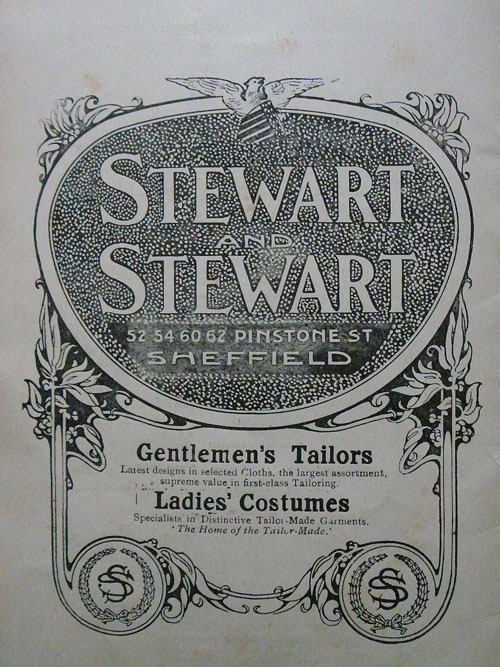 STEWART
AND
STEWART
52 54 60 62 PINSTONE ST
SHEFFIELD
Gentlemen's Tailors
Latest designs in selected Cloths, the largest assortment,
supreme value in first-class Tailoring.
Ladies' Costumes
Specialists in Distinctive Tailor-Made Garments.
'The Home of the Tailor-Made.'
SS SS